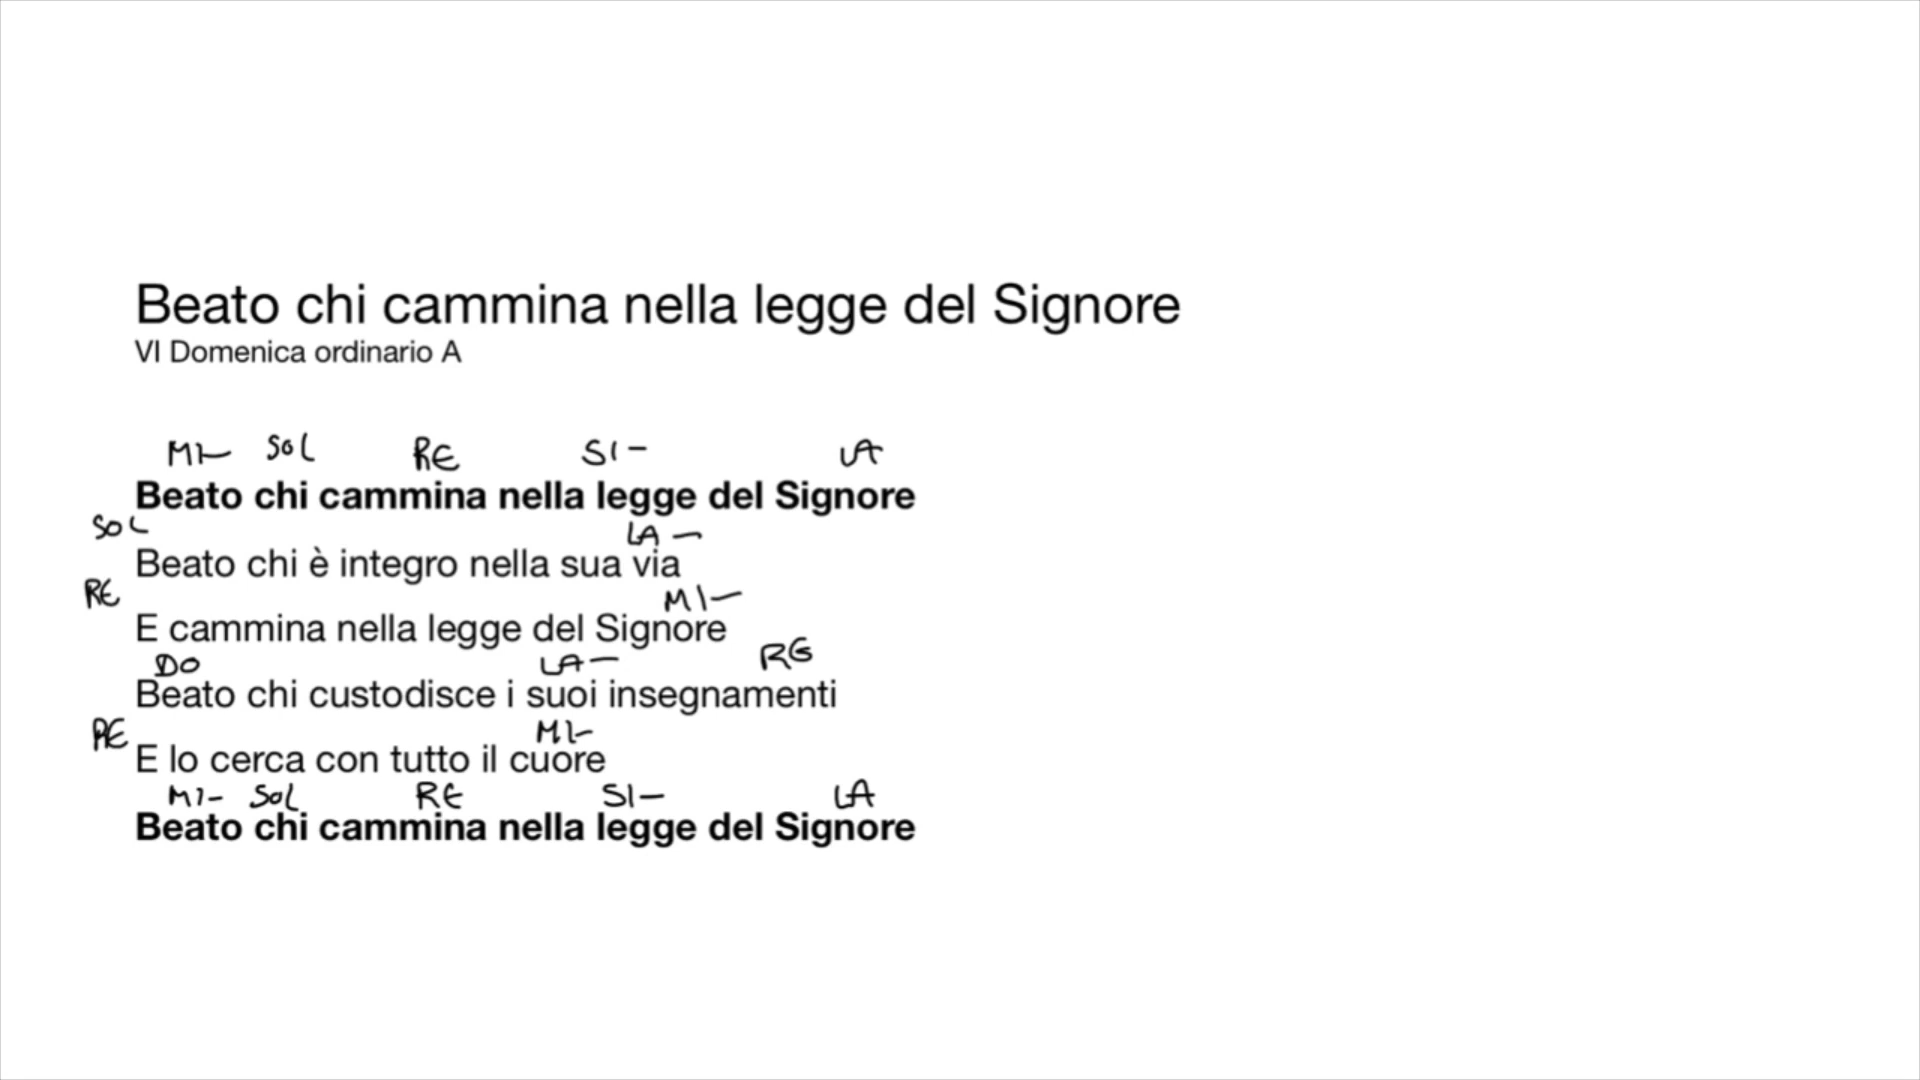 Beato chi cammina nella legge del Signore
VI Domenica ordinario A
MI- SOL RE SI- LA
Beato chi cammina nella legge del Signore
SOL LA-
Beato chi è integro nella sua via
RE MI-
E cammina nella legge del Signore
DO LA- RE
Beato chi custodisce i suoi insegnamenti
RE MI-
E lo cerca con tutto il cuore
MI- SOL RE SI- LA
Beato chi cammina nella legge del Signore